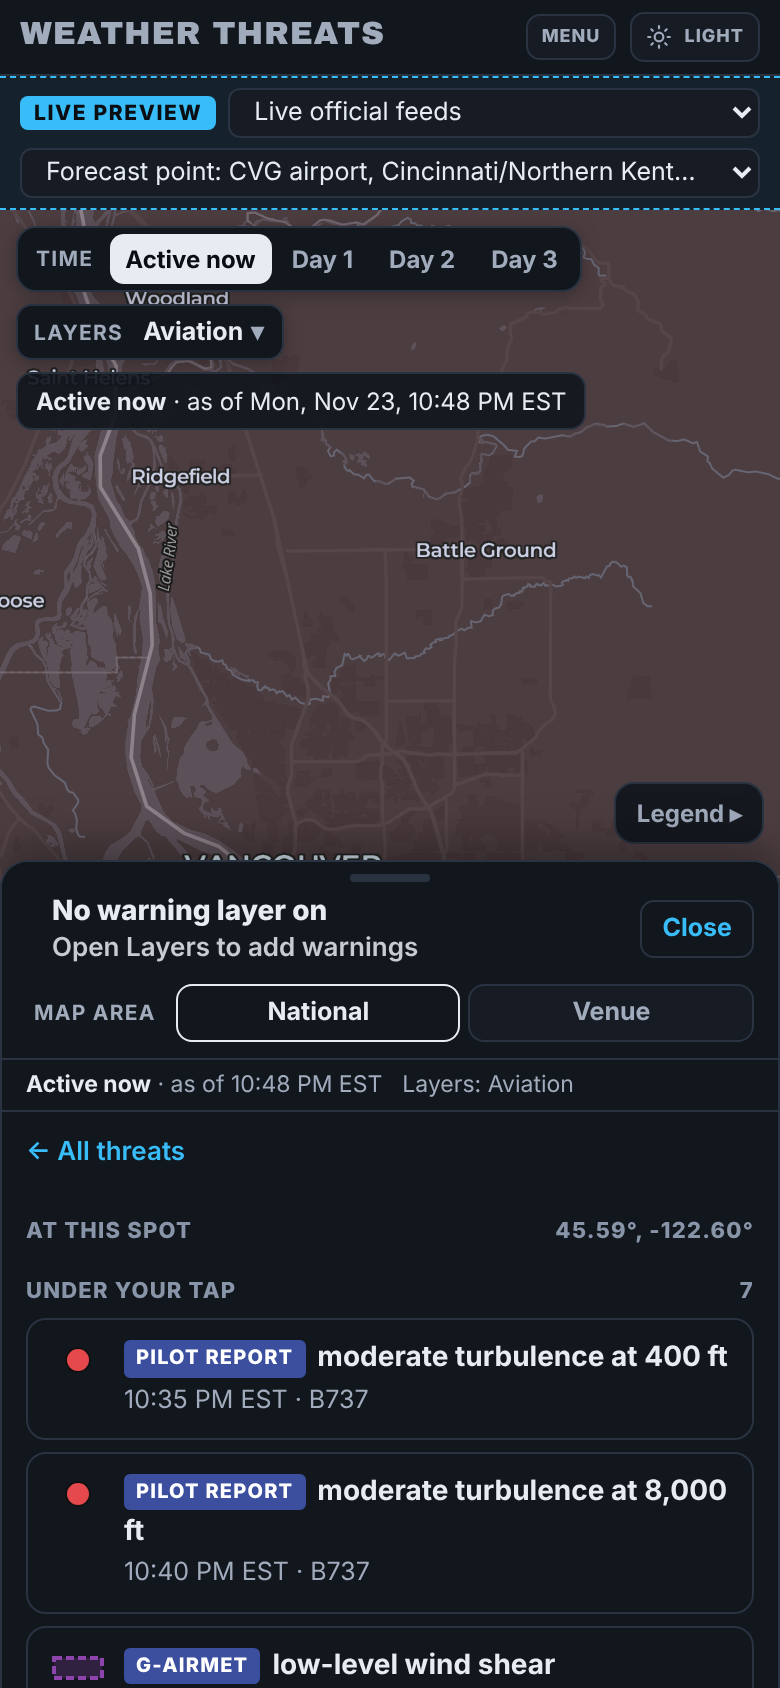 WEATHER THREATS
MENU
LIGHT
LIVE PREVIEW
Live official feeds
Forecast point: CVG airport, Cincinnati/Northern Kent...
TIME
Active now
Day 1
Day 2
Day 3
Woodland
LAYERS
Aviation ▾
Saint Helens
Active now · as of Mon, Nov 23, 10:48 PM EST
Ridgefield
Lake River
Battle Ground
oose
Legend ▸
VANCOUVER
No warning layer on
Open Layers to add warnings
Close
MAP AREA
National
Venue
Active now · as of 10:48 PM EST Layers: Aviation
← All threats
AT THIS SPOT
45.59°, -122.60°
UNDER YOUR TAP
7
PILOT REPORT moderate turbulence at 400 ft
10:35 PM EST · B737
PILOT REPORT moderate turbulence at 8,000
ft
10:40 PM EST · B737
G-AIRMET low-level wind shear